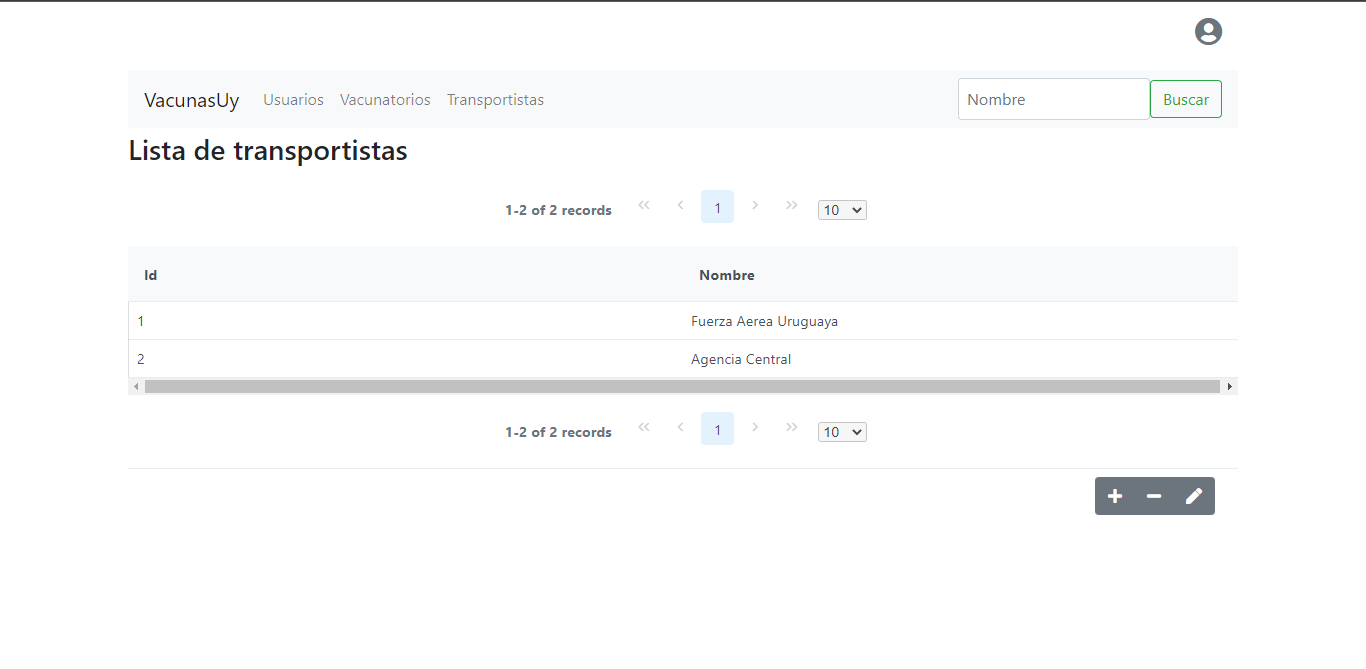 VacunasUy Usuarios Vacunatorios Transportistas Nombre Buscar
Lista de transportistas
1-2 of 2 records 1 10
Id Nombre
1 Fuerza Aerea Uruguaya
2 Agencia Central
1-2 of 2 records 1 10